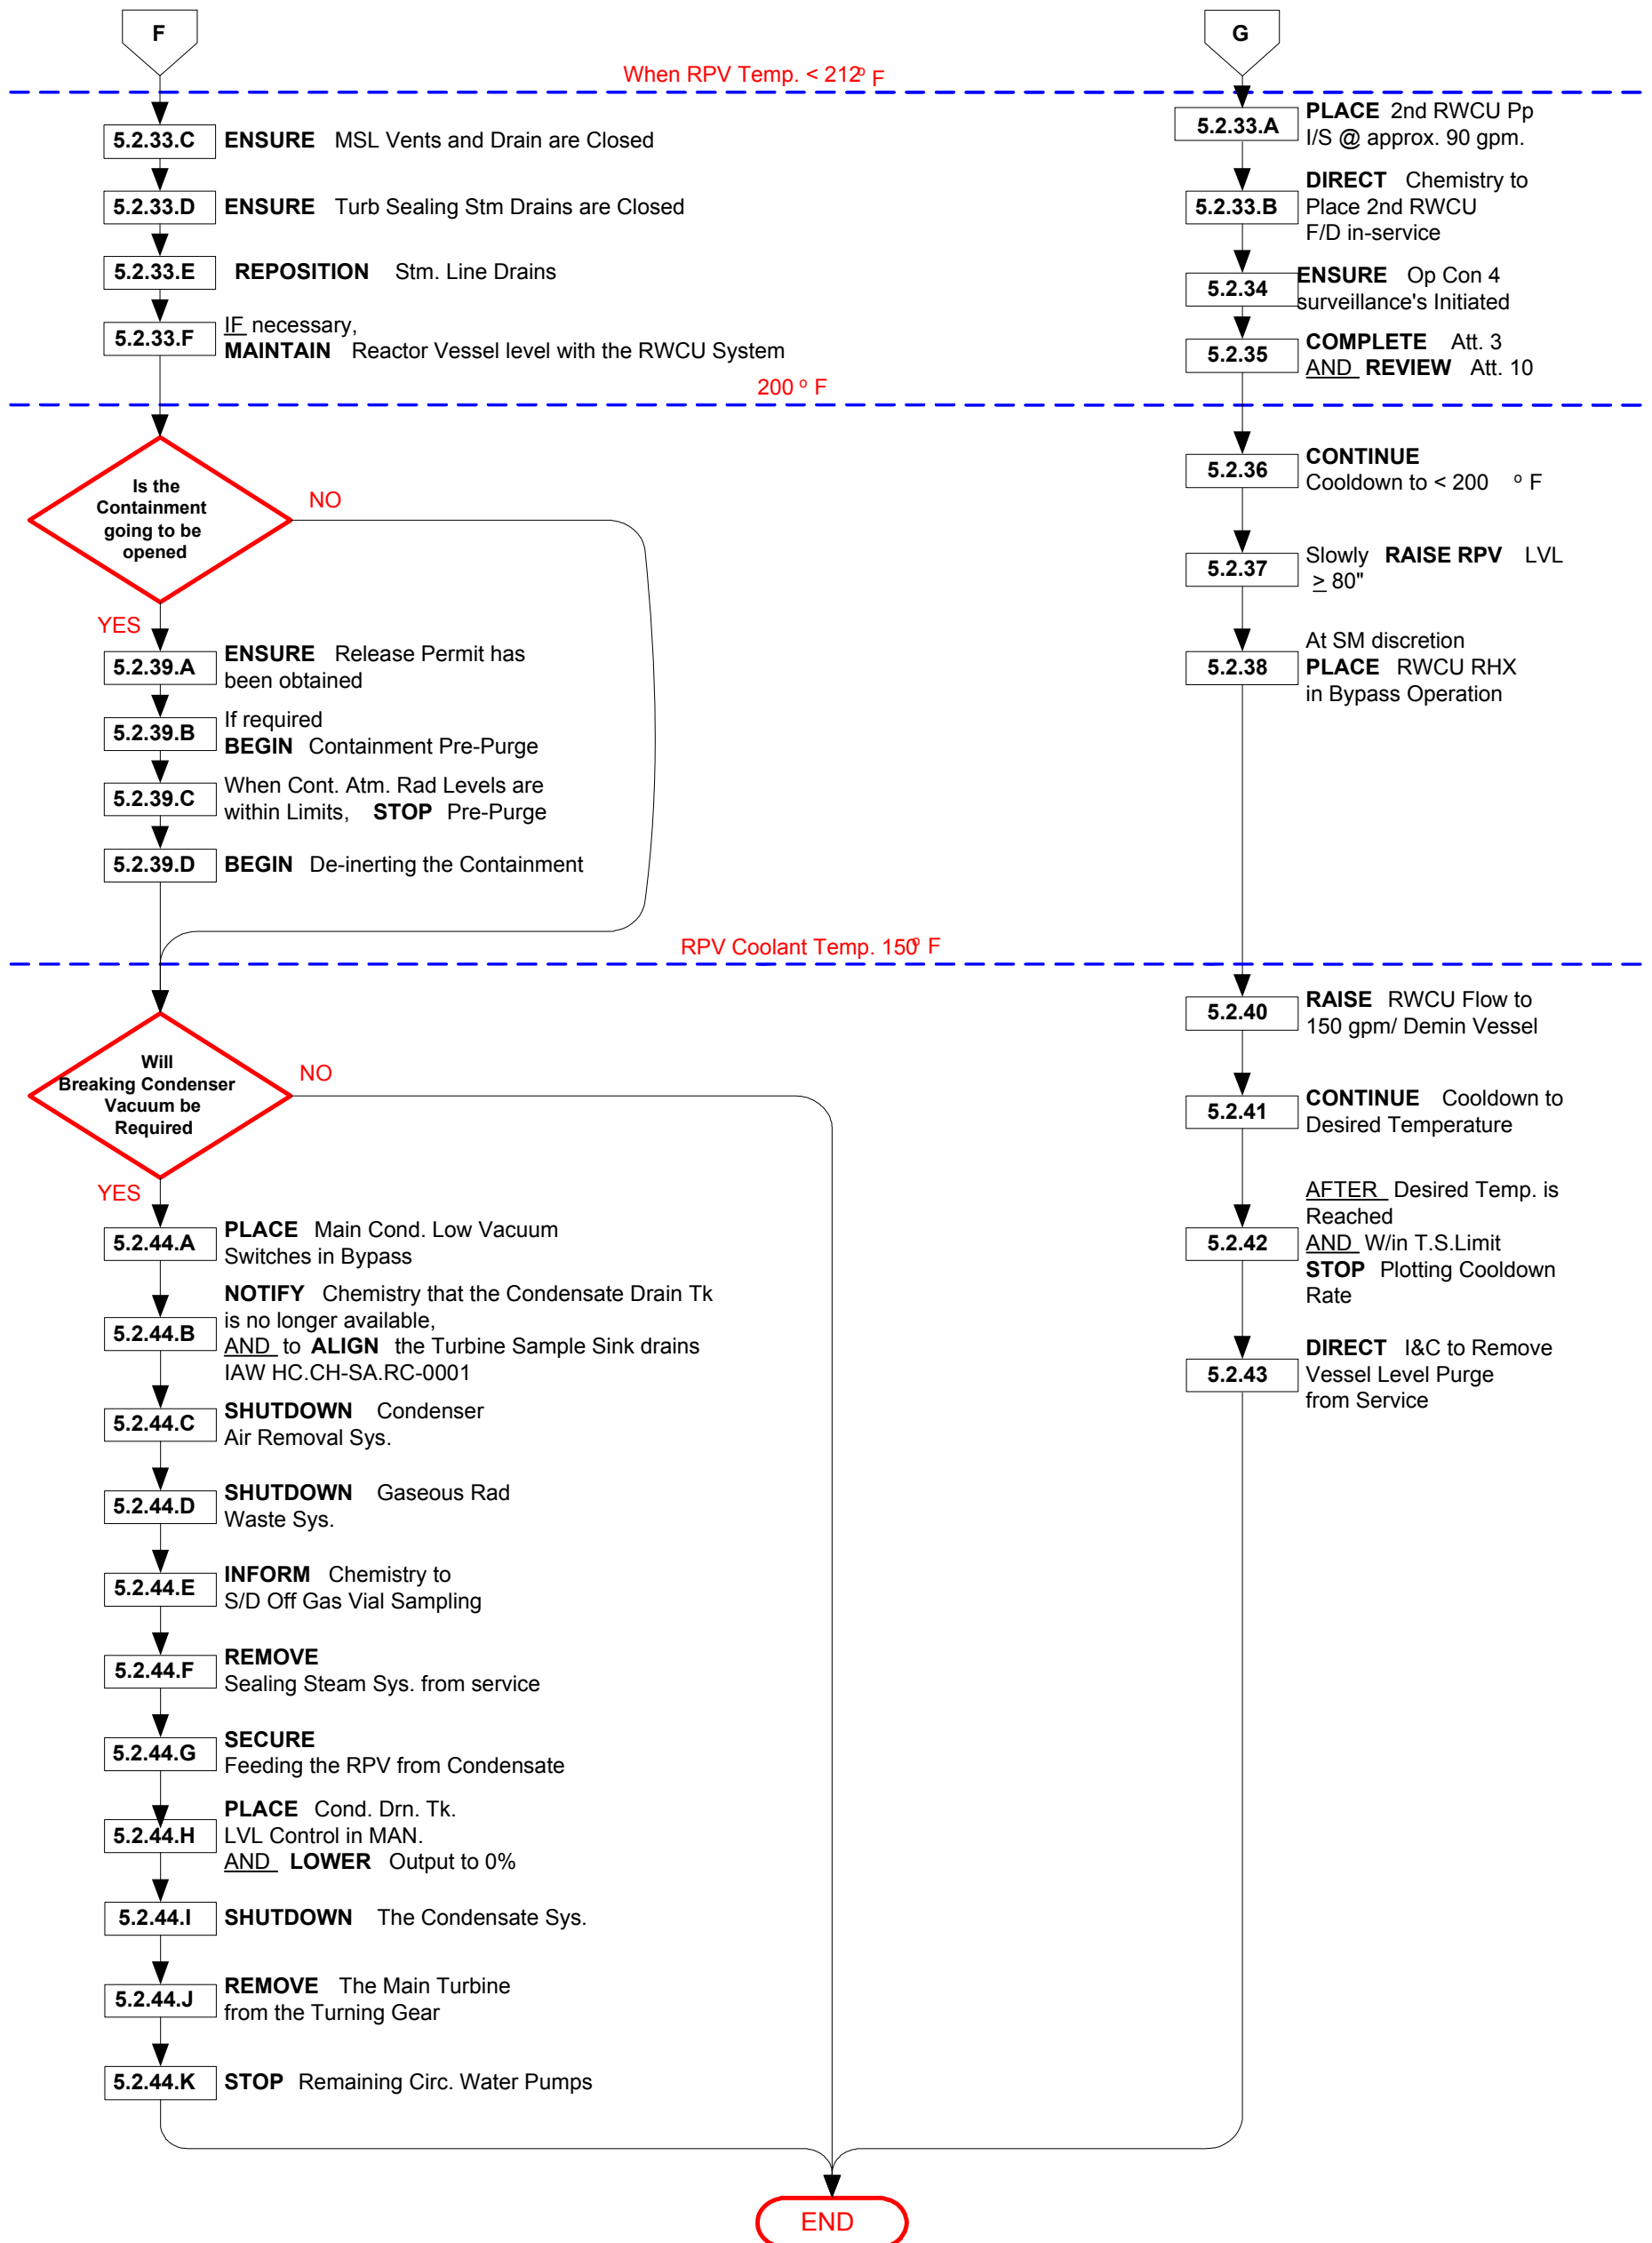 F
G
When RPV Temp. < 212º F
5.2.33.C
ENSURE MSL Vents and Drain are Closed
5.2.33.D
ENSURE Turb Sealing Stm Drains are Closed
5.2.33.E
REPOSITION Stm. Line Drains
5.2.33.F
IF necessary,
MAINTAIN Reactor Vessel level with the RWCU System
5.2.33.A
PLACE 2nd RWCU Pp
I/S @ approx. 90 gpm.
5.2.33.B
DIRECT Chemistry to
Place 2nd RWCU
F/D in-service
5.2.34
ENSURE Op Con 4
surveillance's Initiated
5.2.35
COMPLETE Att. 3
AND REVIEW Att. 10
200 º F
Is the
Containment
going to be
opened
NO
YES
5.2.39.A
ENSURE Release Permit has
been obtained
5.2.39.B
If required
BEGIN Containment Pre-Purge
5.2.39.C
When Cont. Atm. Rad Levels are
within Limits, STOP Pre-Purge
5.2.39.D
BEGIN De-inerting the Containment
5.2.36
CONTINUE
Cooldown to < 200 º F
5.2.37
Slowly RAISE RPV LVL
≥ 80"
5.2.38
At SM discretion
PLACE RWCU RHX
in Bypass Operation
RPV Coolant Temp. 150º F
Will
Breaking Condenser
Vacuum be
Required
NO
YES
5.2.44.A
PLACE Main Cond. Low Vacuum
Switches in Bypass
5.2.44.B
NOTIFY Chemistry that the Condensate Drain Tk
is no longer available,
AND to ALIGN the Turbine Sample Sink drains
IAW HC.CH-SA.RC-0001
5.2.44.C
SHUTDOWN Condenser
Air Removal Sys.
5.2.44.D
SHUTDOWN Gaseous Rad
Waste Sys.
5.2.44.E
INFORM Chemistry to
S/D Off Gas Vial Sampling
5.2.44.F
REMOVE
Sealing Steam Sys. from service
5.2.44.G
SECURE
Feeding the RPV from Condensate
5.2.44.H
PLACE Cond. Drn. Tk.
LVL Control in MAN.
AND LOWER Output to 0%
5.2.44.I
SHUTDOWN The Condensate Sys.
5.2.44.J
REMOVE The Main Turbine
from the Turning Gear
5.2.44.K
STOP Remaining Circ. Water Pumps
5.2.40
RAISE RWCU Flow to
150 gpm/ Demin Vessel
5.2.41
CONTINUE Cooldown to
Desired Temperature
5.2.42
AFTER Desired Temp. is
Reached
AND W/in T.S.Limit
STOP Plotting Cooldown
Rate
5.2.43
DIRECT I&C to Remove
Vessel Level Purge
from Service
END